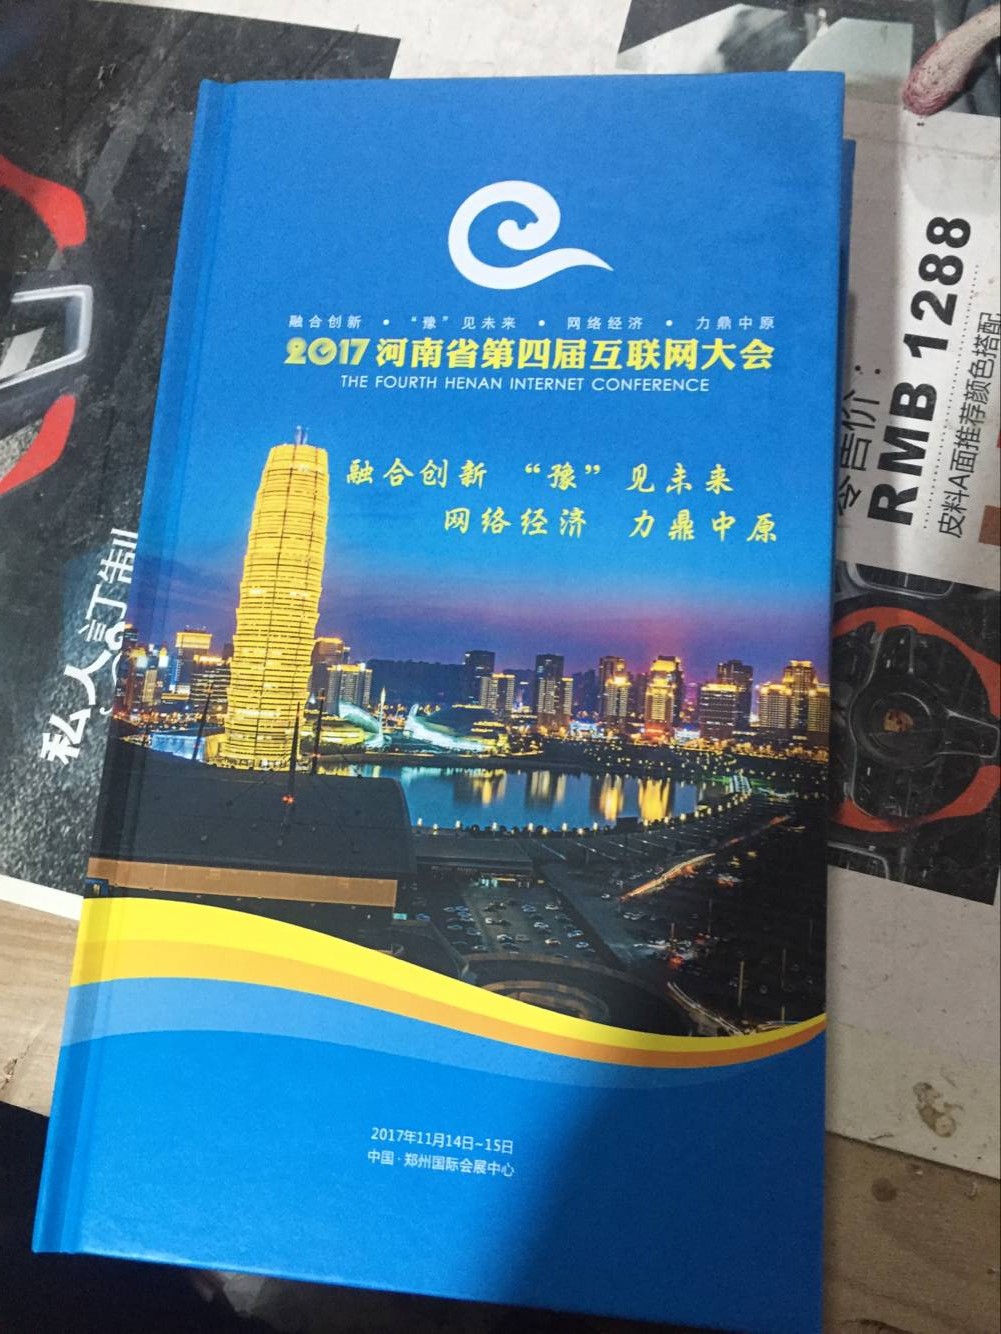 融合创新 • “豫”见未来 • 网络经济 • 力鼎中原
2017河南省第四届互联网大会
THE FOURTH HENAN INTERNET CONFERENCE
融合创新 “豫”见未来
网络经济 力鼎中原
2017年11月14日~15日
中国·郑州国际会展中心
私人订制
零售价：
RMB 1288
皮料A面推荐颜色搭配